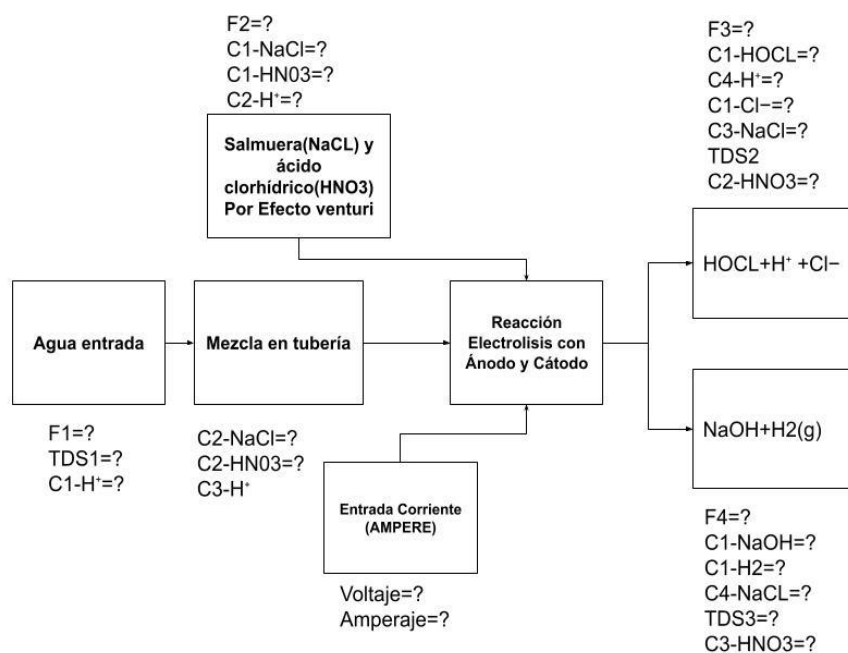 F2=?
C1-NaCl=?
C1-HN03=?
C2-H⁺=?
Salmuera(NaCL) y
ácido
clorhídrico(HNO3)
Por Efecto venturi
F3=?
C1-HOCL=?
C4-H⁺=?
C1-Cl−=?
C3-NaCl=?
TDS2
C2-HNO3=?
HOCL+H⁺ +Cl−
Agua entrada
Mezcla en tubería
Reacción
Electrolisis con
Ánodo y Cátodo
F1=?
TDS1=?
C1-H⁺=?
C2-NaCl=?
C2-HN03=?
C3-H⁺
Entrada Corriente
(AMPERE)
Voltaje=?
Amperaje=?
NaOH+H2(g)
F4=?
C1-NaOH=?
C1-H2=?
C4-NaCL=?
TDS3=?
C3-HNO3=?